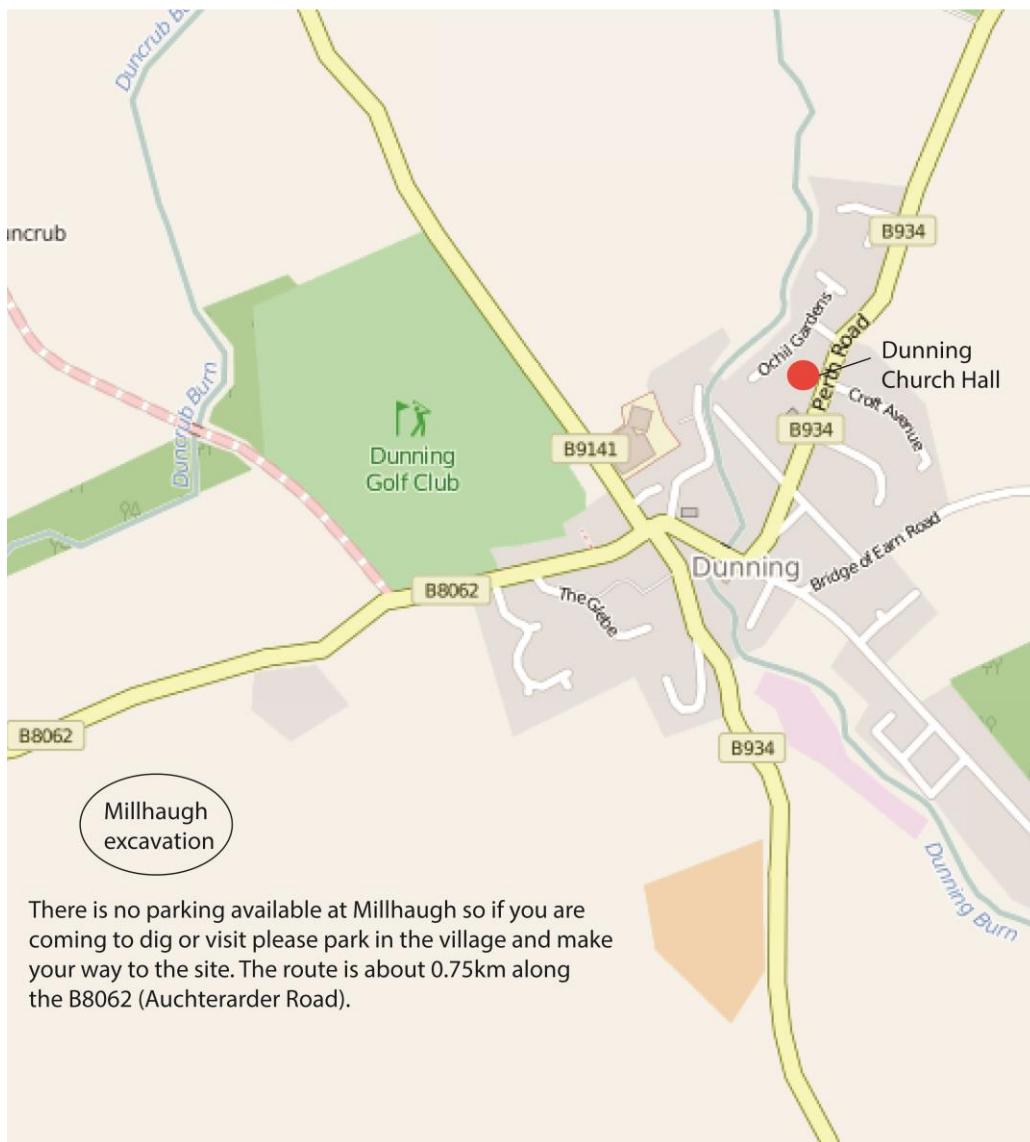 Duncrub Burn
uncrub
B934
Ochil Gardens
Perth Road
Dunning
Church Hall
Croft Avenue
B934
B9141
Dunning
Golf Club
Duncrub Burn
Bridge of Earn Road
Dunning
B8062
The Glebe
B8062
B934
Millhaugh
excavation
Dunning Burn
There is no parking available at Millhaugh so if you are
coming to dig or visit please park in the village and make
your way to the site. The route is about 0.75km along
the B8062 (Auchterarder Road).